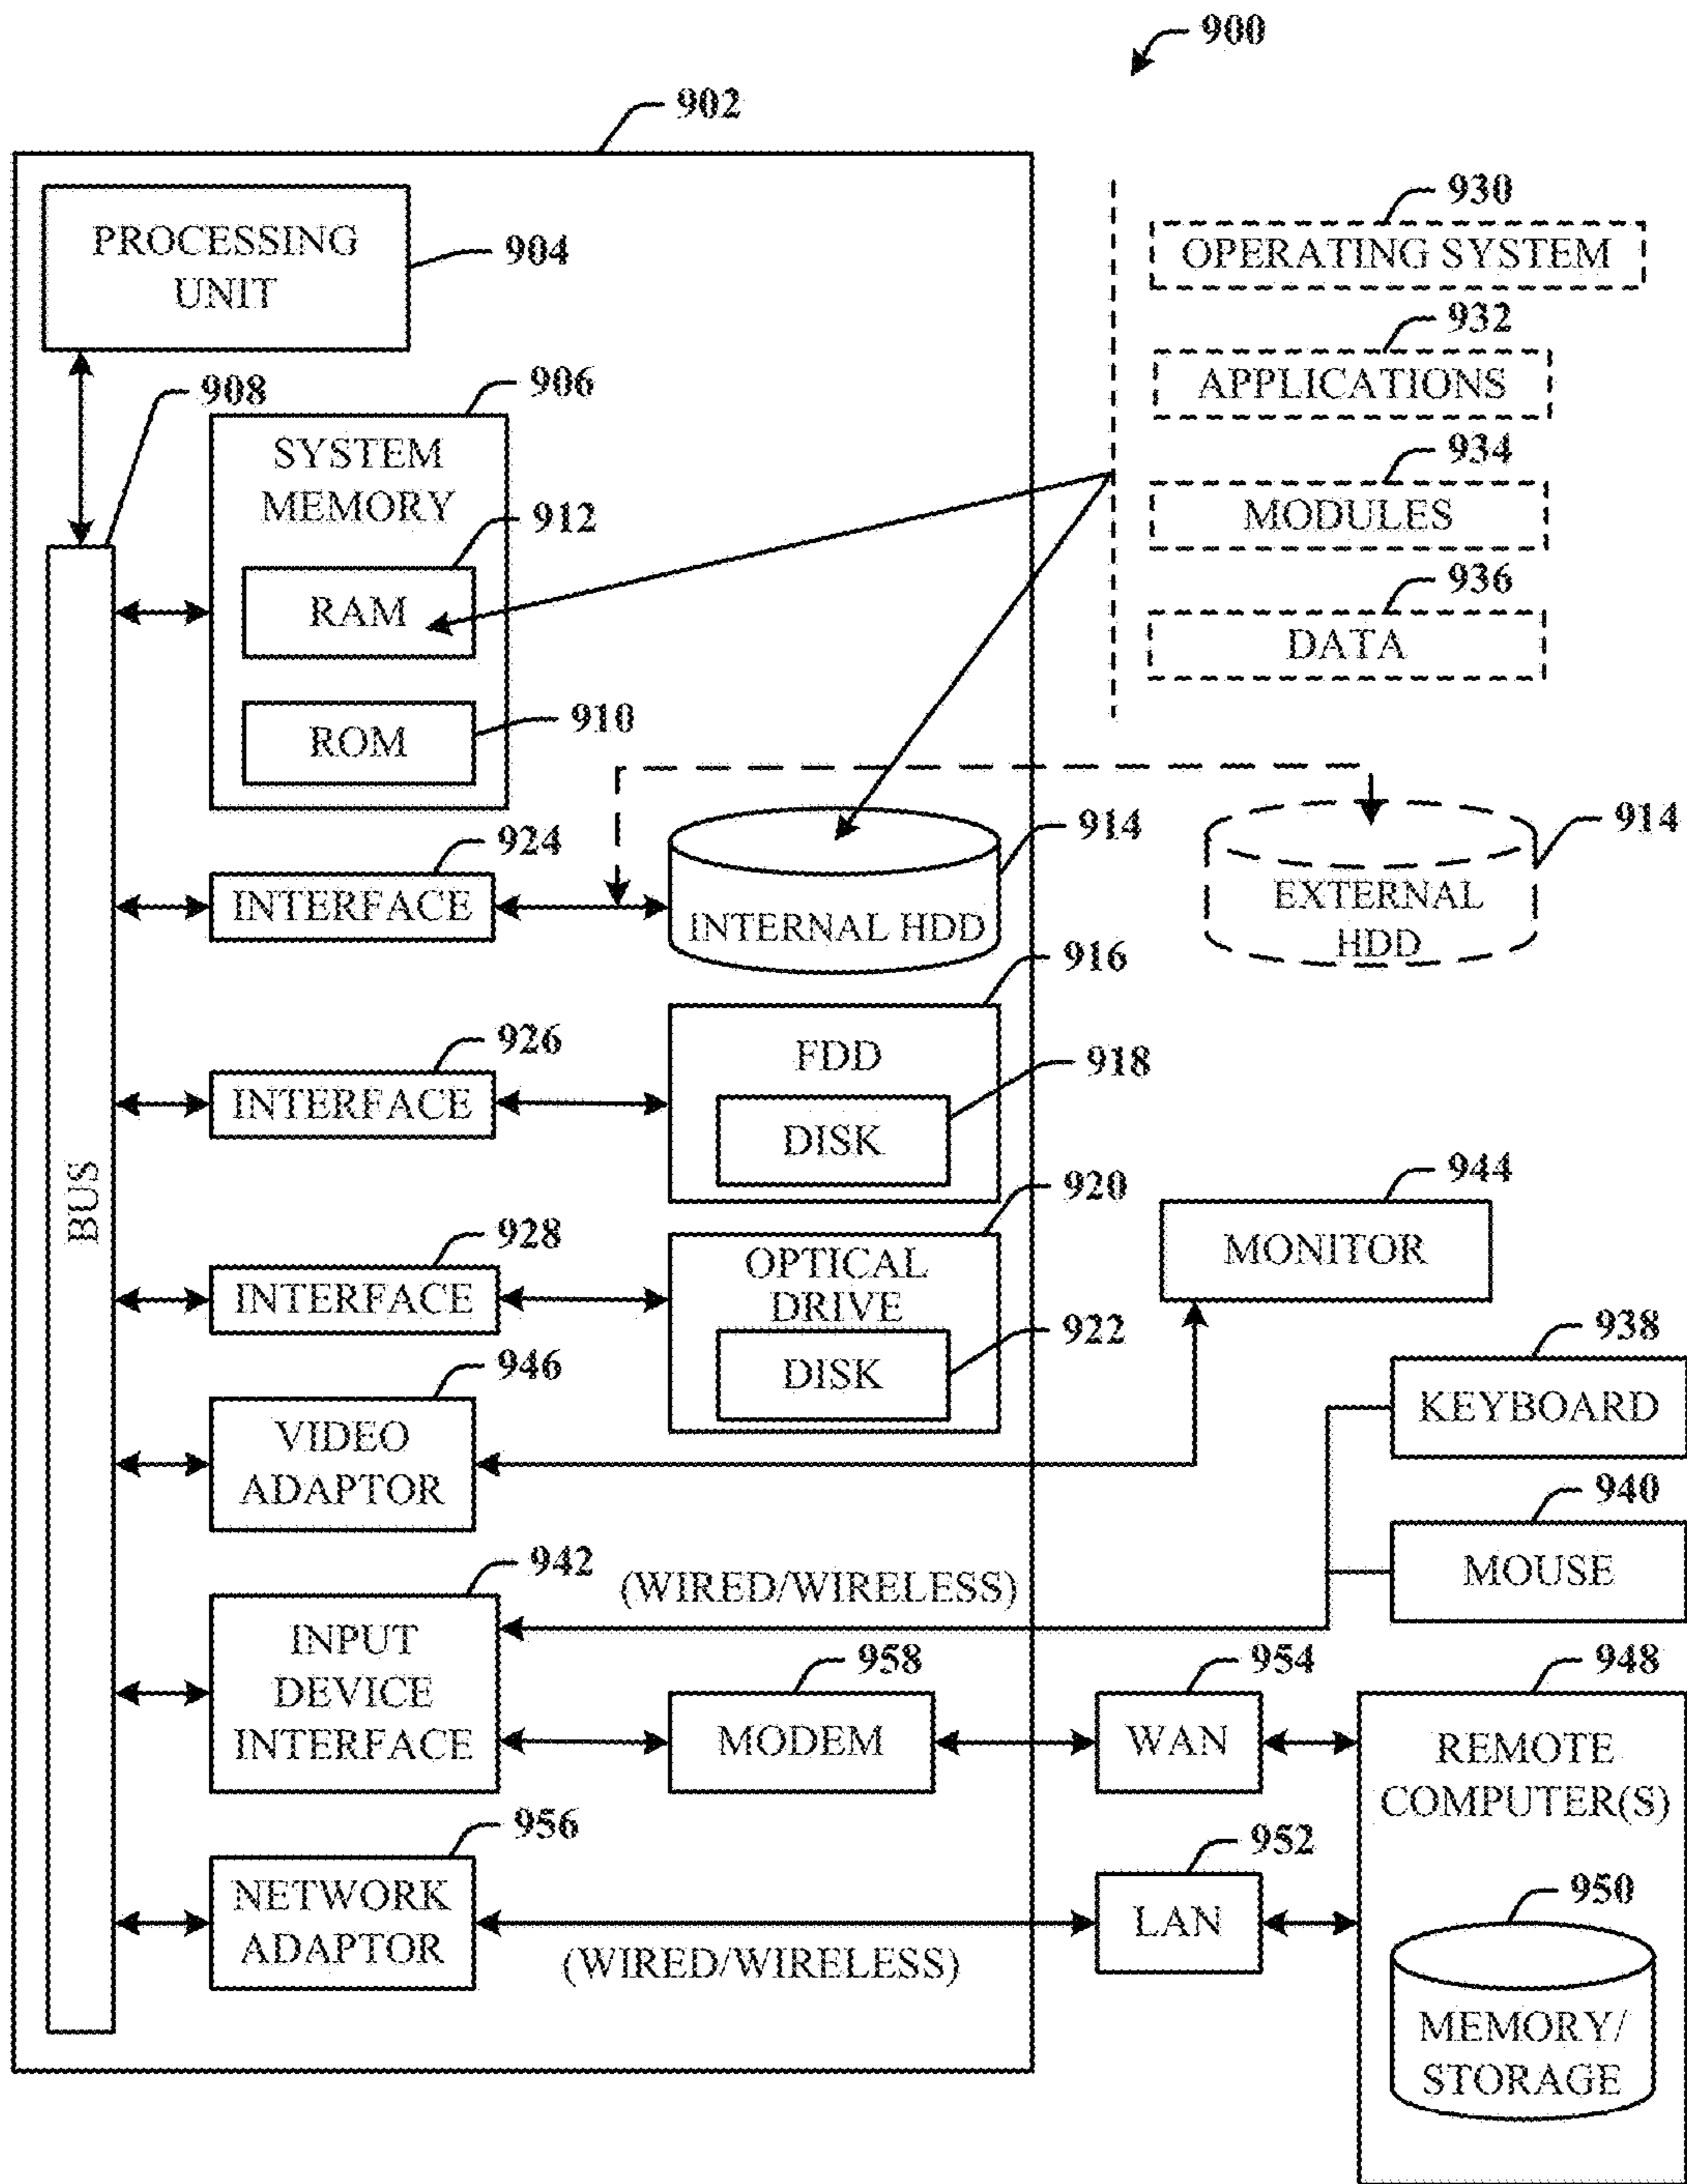 900
902
PROCESSING
UNIT
904
930
OPERATING SYSTEM
932
APPLICATIONS
934
MODULES
936
DATA
908
906
SYSTEM
MEMORY
912
RAM
910
ROM
BUS
924
INTERFACE
914
INTERNAL HDD
914
EXTERNAL
HDD
926
INTERFACE
916
FDD
918
DISK
928
INTERFACE
920
OPTICAL
DRIVE
922
DISK
944
MONITOR
946
VIDEO
ADAPTOR
938
KEYBOARD
940
MOUSE
942
(WIRED/WIRELESS)
INPUT
DEVICE
INTERFACE
958
MODEM
954
WAN
948
REMOTE
COMPUTER(S)
956
NETWORK
ADAPTOR
(WIRED/WIRELESS)
952
LAN
950
MEMORY/
STORAGE